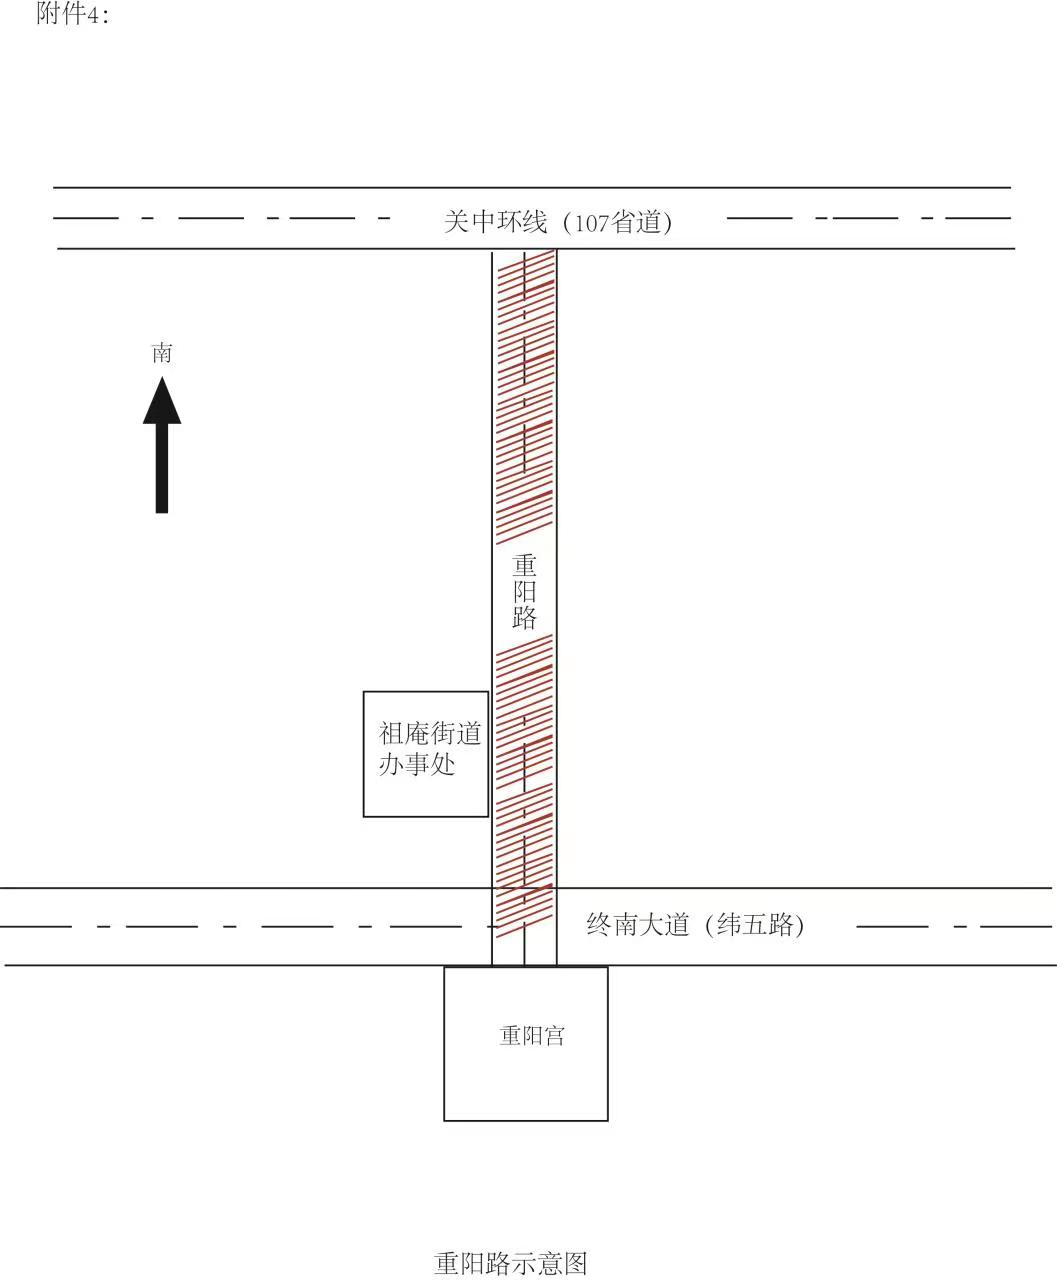 附件4：
关中环线（107省道）
南
重阳路
祖庵街道
办事处
终南大道（纬五路）
重阳宫
重阳路示意图